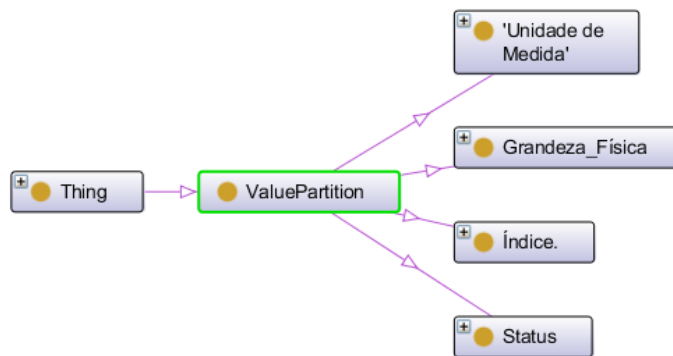 'Unidade de
Medida'
Grandeza_Física
Thing
ValuePartition
Índice.
Status